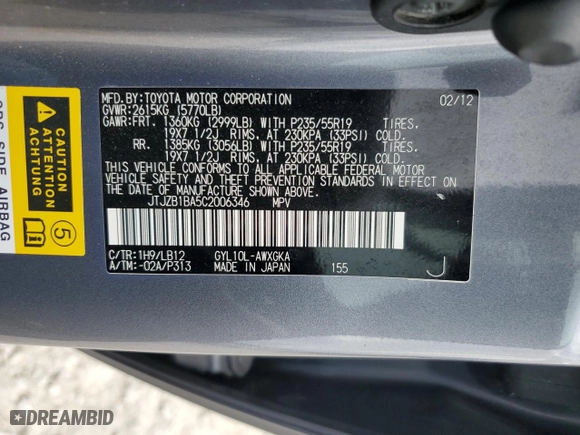 MFD.BY:TOYOTA MOTOR CORPORATION 02/12
GVWR:2615KG (5770LB)
GAWR:FRT. 1360KG (2999LB) WITH P235/55R19 TIRES,
19X7 1/2J RIMS, AT 230KPA (33PSI) COLD.
RR. 1385KG (3056LB) WITH P235/55R19 TIRES,
19X7 1/2J RIMS, AT 230KPA (33PSI) COLD.
THIS VEHICLE CONFORMS TO ALL APPLICABLE FEDERAL MOTOR
VEHICLE SAFETY AND THEFT PREVENTION STANDARDS IN EFFECT
ON THE DATE OF MANUFACTURE SHOWN ABOVE.
JTJZB1BA5C2006346 MPV
C/TR:1H9/LB12 GYL10L-AWXGKA
A/TM:-02A/P313 MADE IN JAPAN 155 J
SRS SIDE AIRBAG
5
DREAMBID